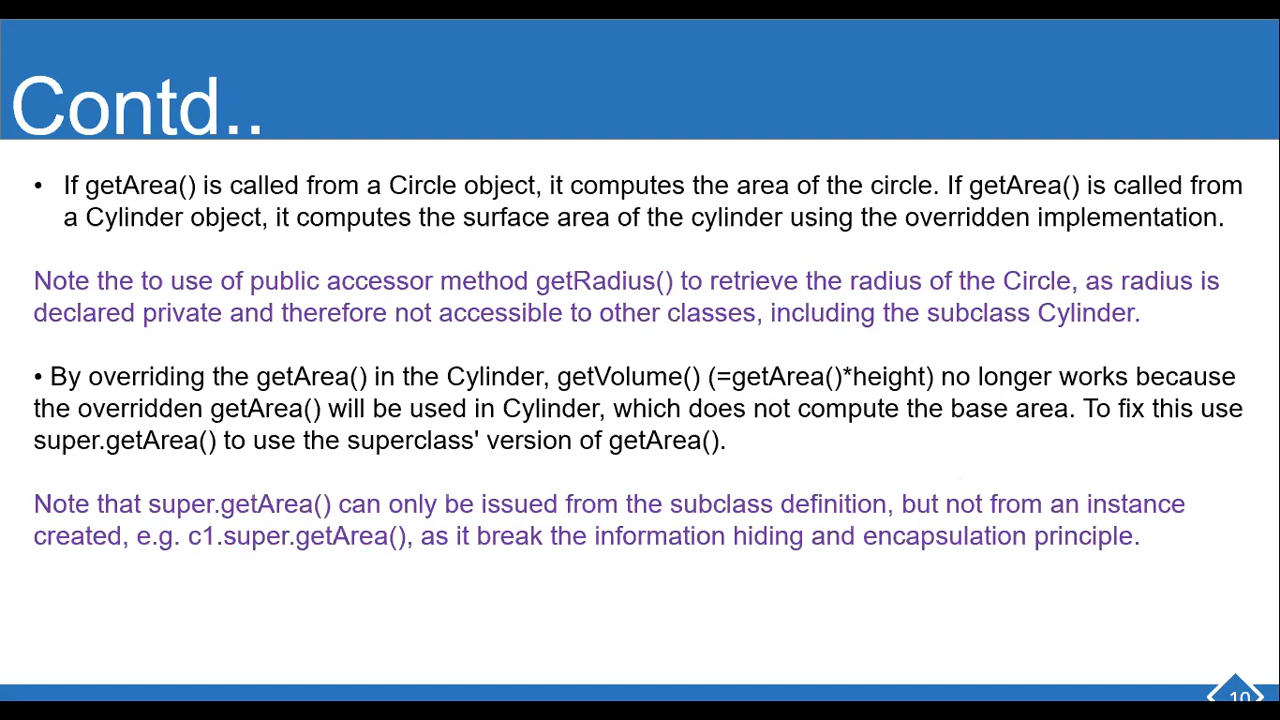 Contd..
• If getArea() is called from a Circle object, it computes the area of the circle. If getArea() is called from
a Cylinder object, it computes the surface area of the cylinder using the overridden implementation.
Note the to use of public accessor method getRadius() to retrieve the radius of the Circle, as radius is
declared private and therefore not accessible to other classes, including the subclass Cylinder.
• By overriding the getArea() in the Cylinder, getVolume() (=getArea()*height) no longer works because
the overridden getArea() will be used in Cylinder, which does not compute the base area. To fix this use
super.getArea() to use the superclass' version of getArea().
Note that super.getArea() can only be issued from the subclass definition, but not from an instance
created, e.g. c1.super.getArea(), as it break the information hiding and encapsulation principle.
10